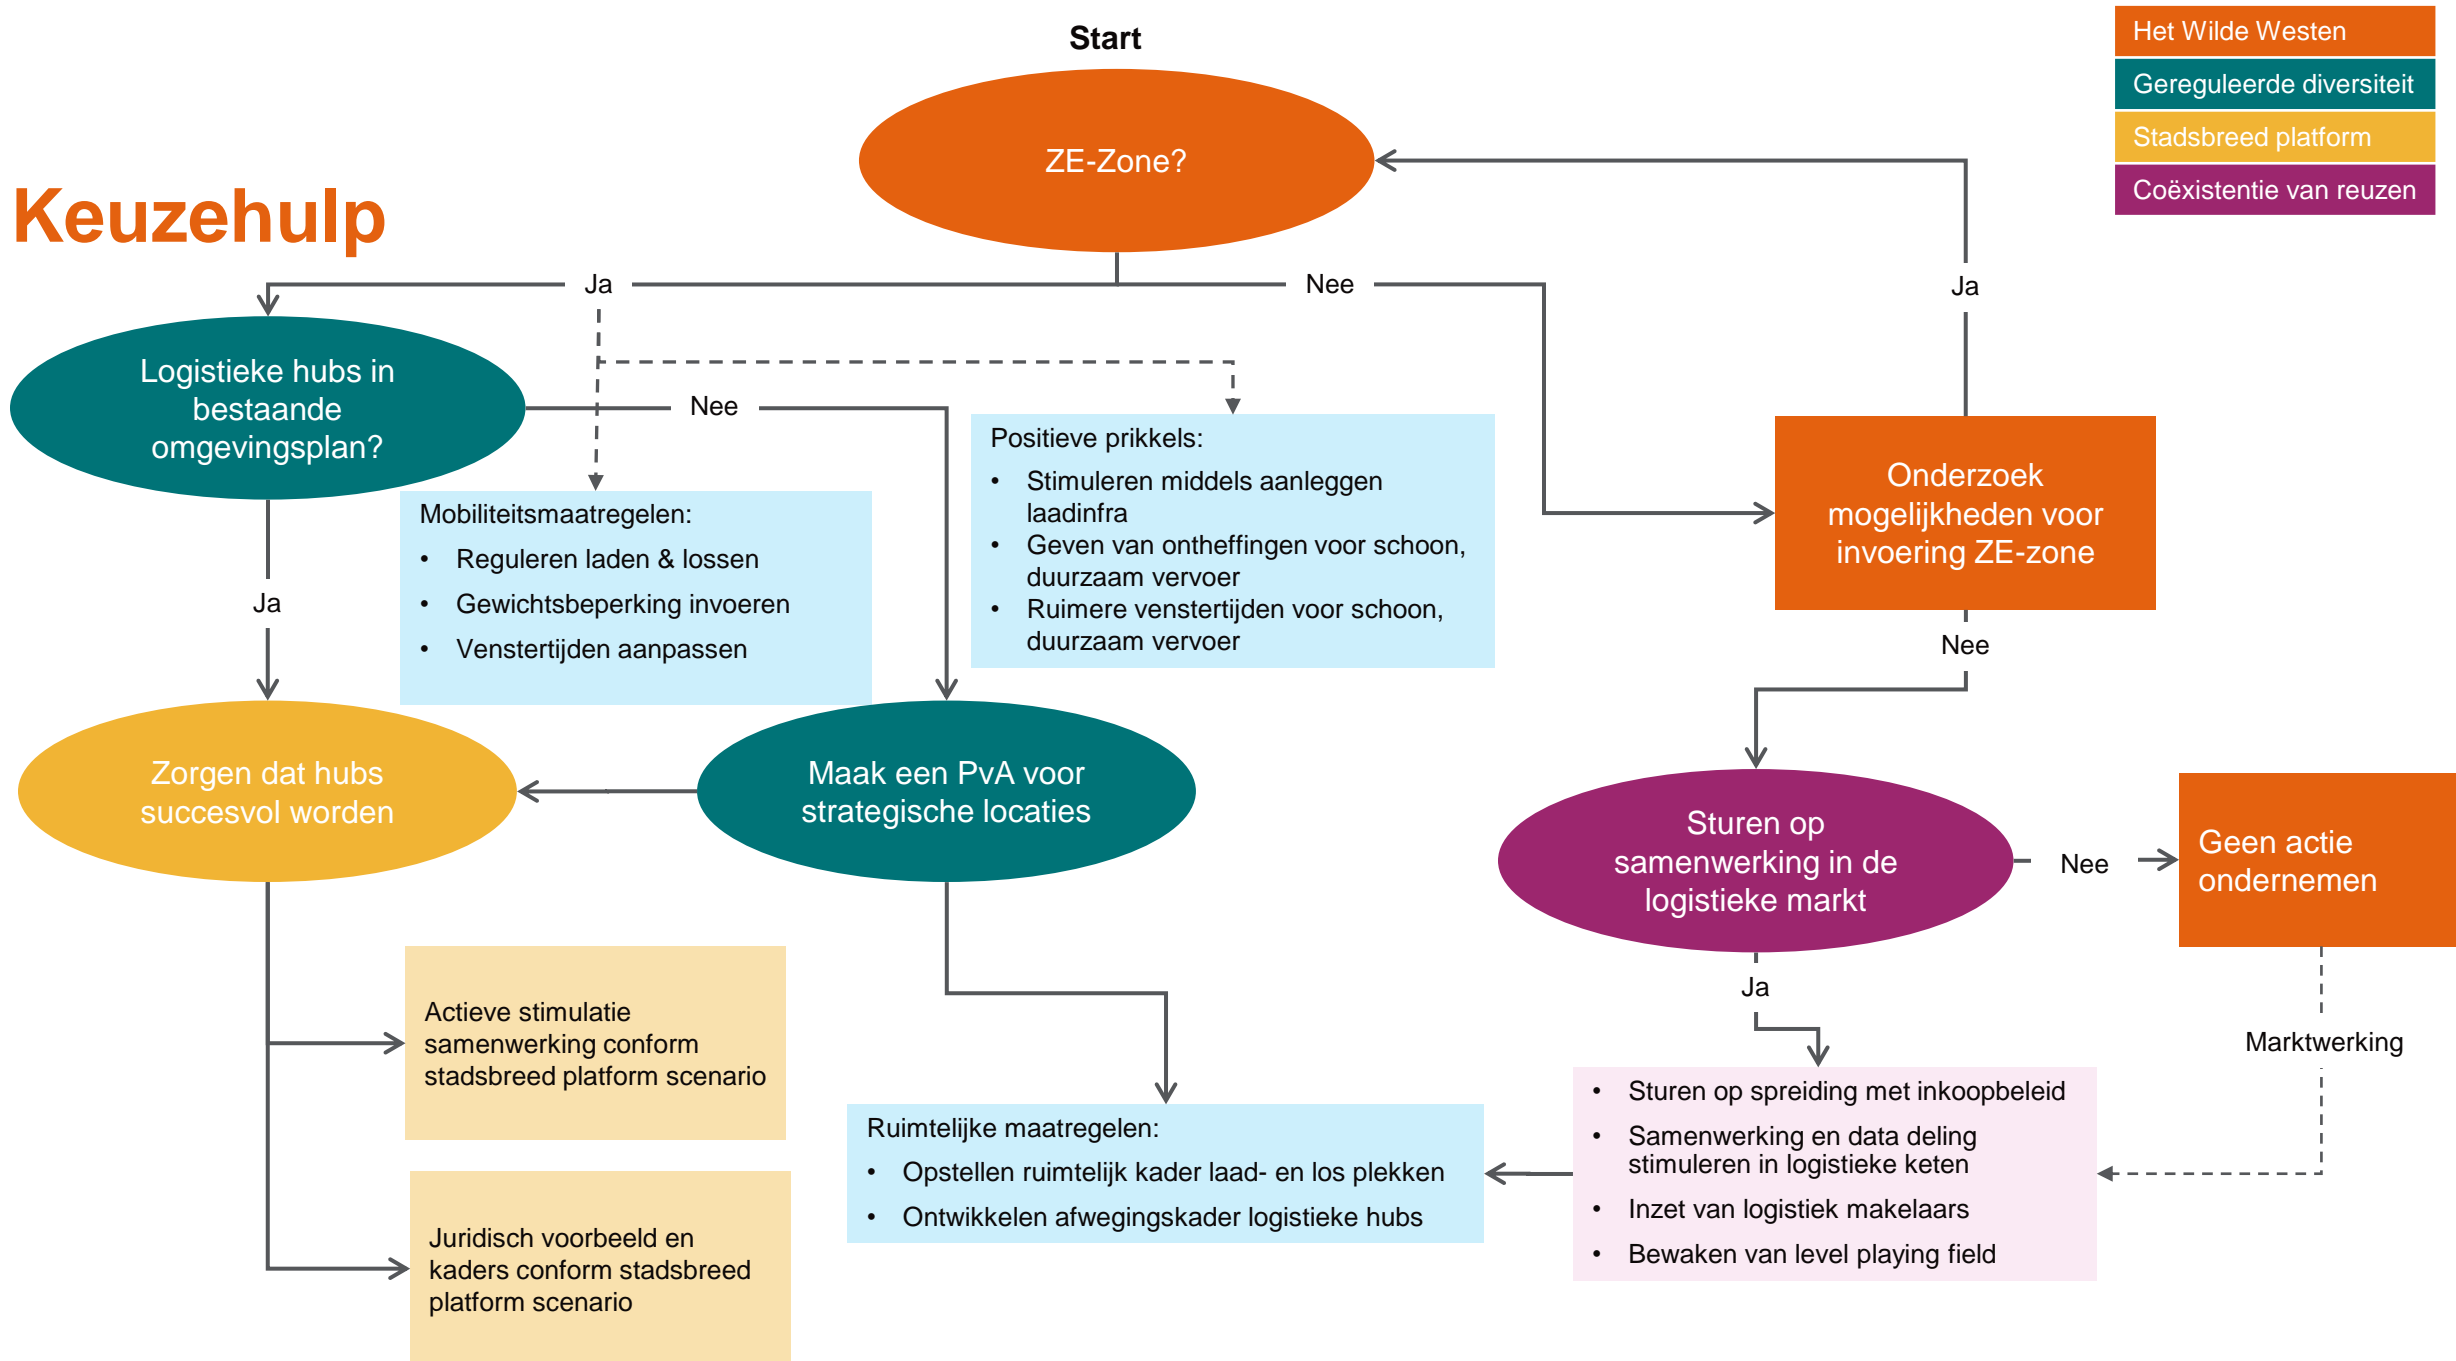 Start
Het Wilde Westen
Gereguleerde diversiteit
Stadsbreed platform
Coëxistentie van reuzen
Keuzehulp
ZE-Zone?
Ja
Nee
Ja
Logistieke hubs in
bestaande
omgevingsplan?
Nee
Positieve prikkels:
• Stimuleren middels aanleggen
laadinfra
• Geven van ontheffingen voor schoon,
duurzaam vervoer
• Ruimere venstertijden voor schoon,
duurzaam vervoer
Onderzoek
mogelijkheden voor
invoering ZE-zone
Mobiliteitsmaatregelen:
• Reguleren laden & lossen
• Gewichtsbeperking invoeren
• Venstertijden aanpassen
Ja
Nee
Zorgen dat hubs
succesvol worden
Maak een PvA voor
strategische locaties
Sturen op
samenwerking in de
logistieke markt
Nee
Geen actie
ondernemen
Ja
Marktwerking
Actieve stimulatie
samenwerking conform
stadsbreed platform scenario
Ruimtelijke maatregelen:
• Opstellen ruimtelijk kader laad- en los plekken
• Ontwikkelen afwegingskader logistieke hubs
• Sturen op spreiding met inkoopbeleid
• Samenwerking en data deling
stimuleren in logistieke keten
• Inzet van logistiek makelaars
• Bewaken van level playing field
Juridisch voorbeeld en
kaders conform stadsbreed
platform scenario